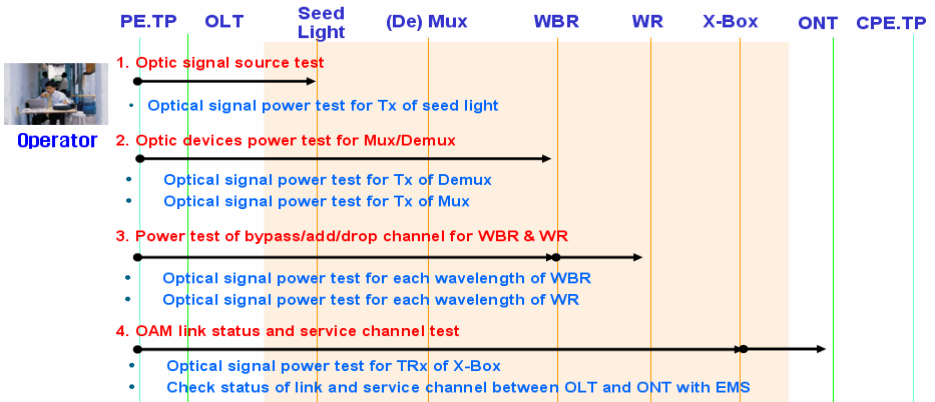 PE.TP OLT Seed Light (De) Mux WBR WR X-Box ONT CPE.TP
1. Optic signal source test
• Optical signal power test for Tx of seed light
Operator
2. Optic devices power test for Mux/Demux
• Optical signal power test for Tx of Demux
• Optical signal power test for Tx of Mux
3. Power test of bypass/add/drop channel for WBR & WR
• Optical signal power test for each wavelength of WBR
• Optical signal power test for each wavelength of WR
4. OAM link status and service channel test
• Optical signal power test for TRx of X-Box
• Check status of link and service channel between OLT and ONT with EMS